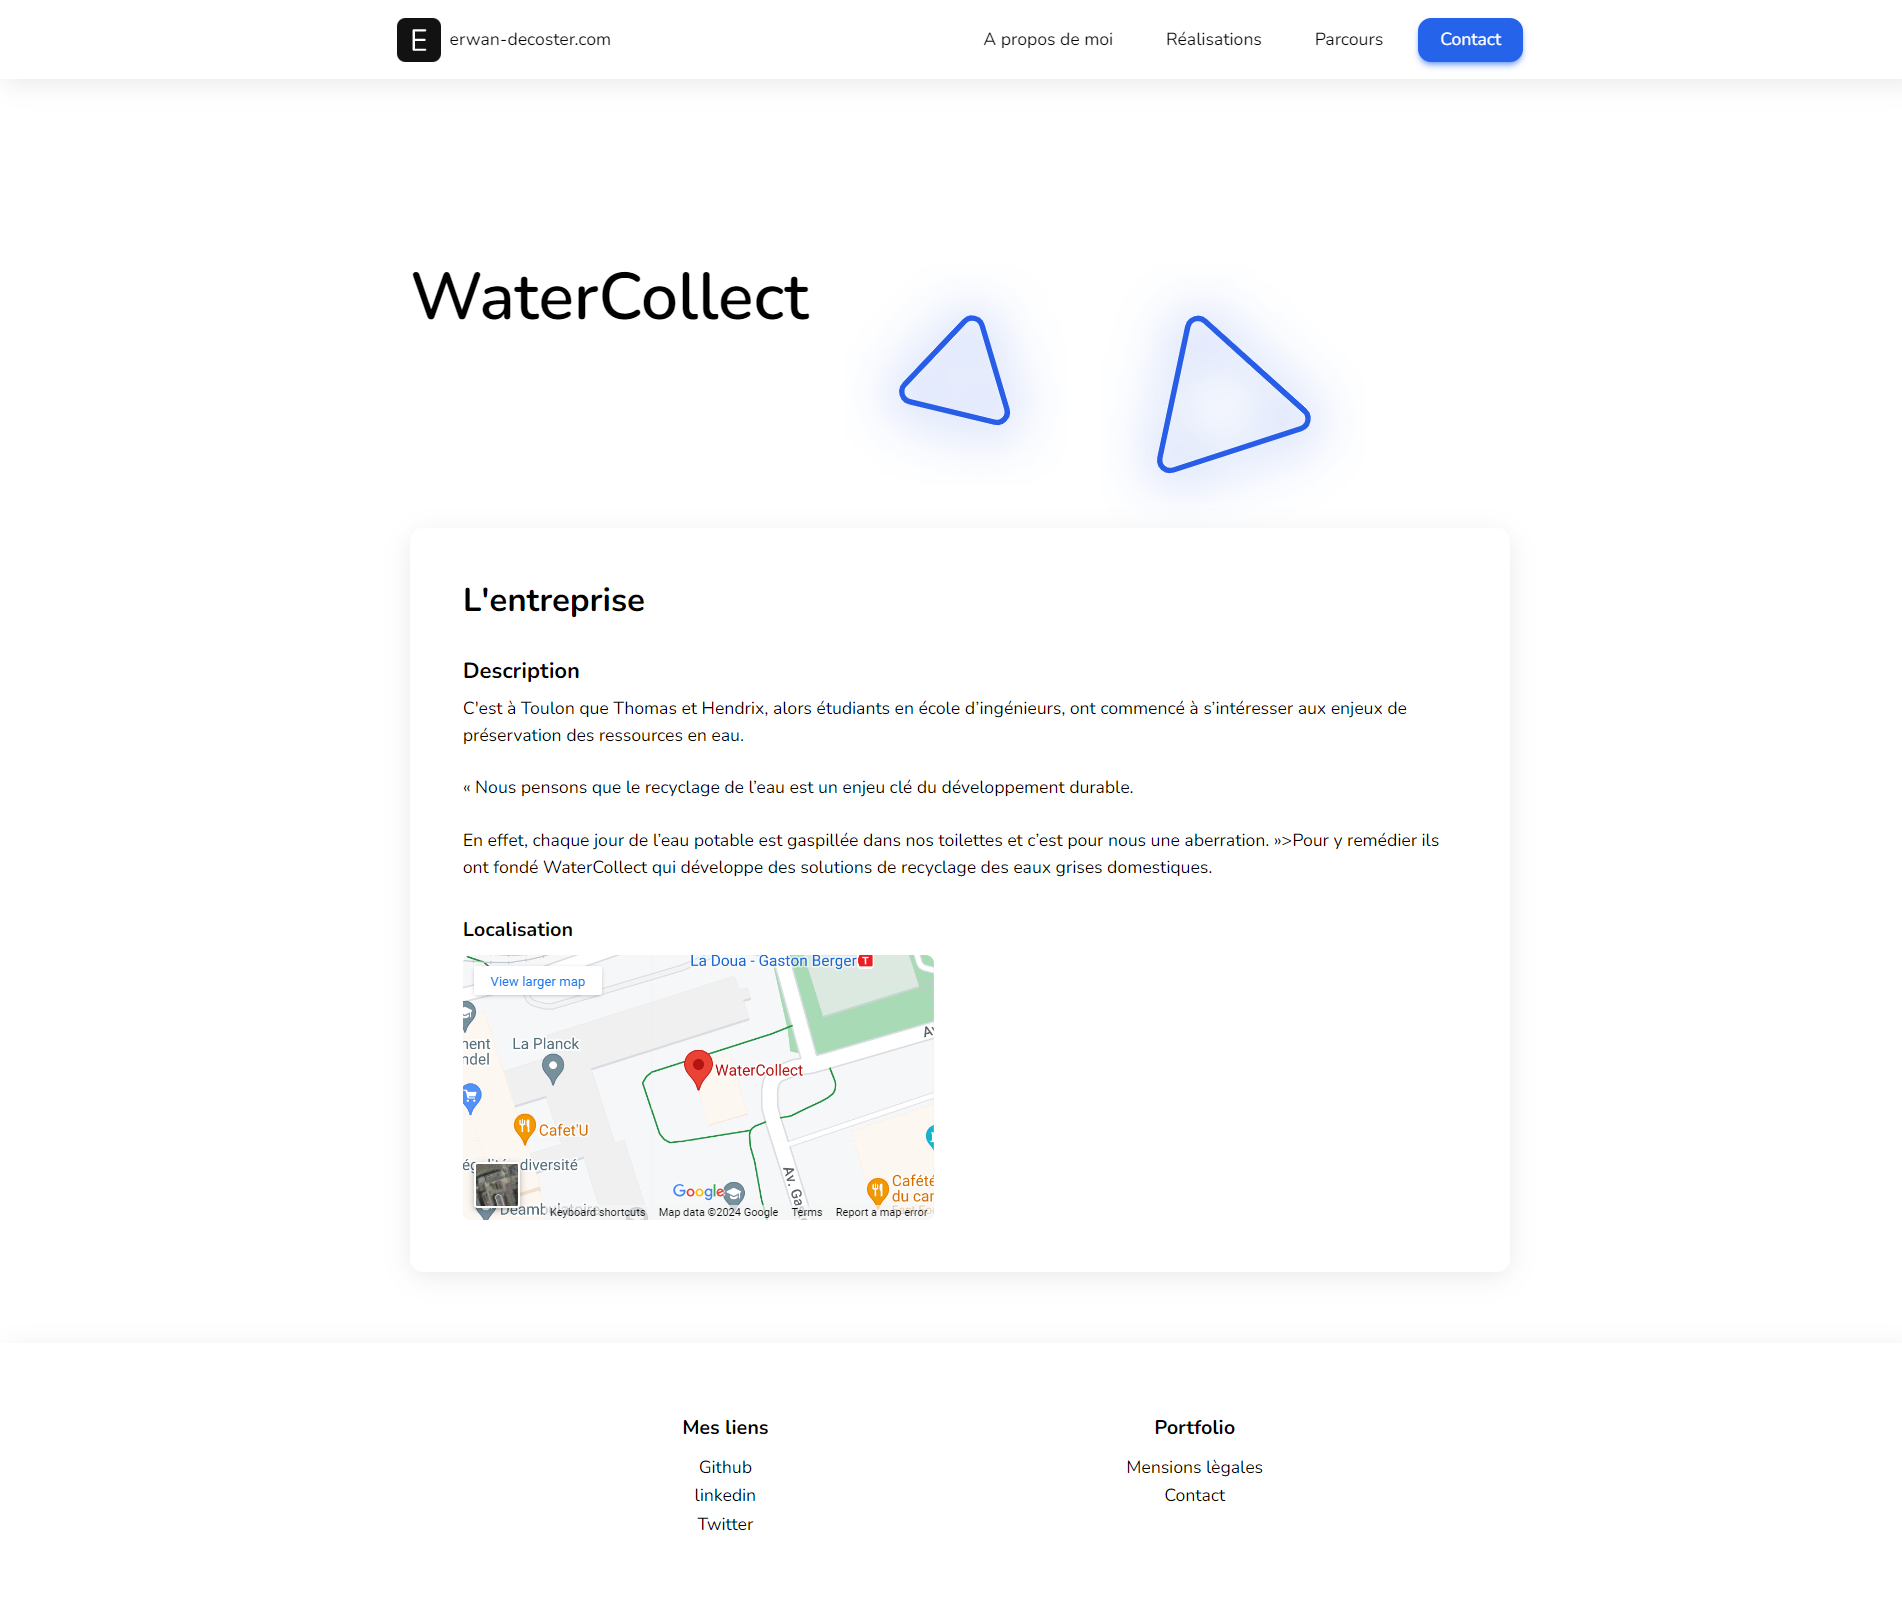 E erwan-decoster.com
A propos de moi
Réalisations
Parcours
Contact
WaterCollect
L'entreprise
Description
C'est à Toulon que Thomas et Hendrix, alors étudiants en école d’ingénieurs, ont commencé à s’intéresser aux enjeux de
préservation des ressources en eau.
« Nous pensons que le recyclage de l’eau est un enjeu clé du développement durable.
En effet, chaque jour de l’eau potable est gaspillée dans nos toilettes et c’est pour nous une aberration. »>Pour y remédier ils
ont fondé WaterCollect qui développe des solutions de recyclage des eaux grises domestiques.
Localisation
La Doua - Gaston Berger T
View larger map
La Planck
WaterCollect
Cafet'U
diversité
Av. Ga
Google
Keyboard shortcuts
Map data ©2024 Google
Terms
Report a map error
Mes liens
Github
linkedin
Twitter
Portfolio
Mensions lègales
Contact